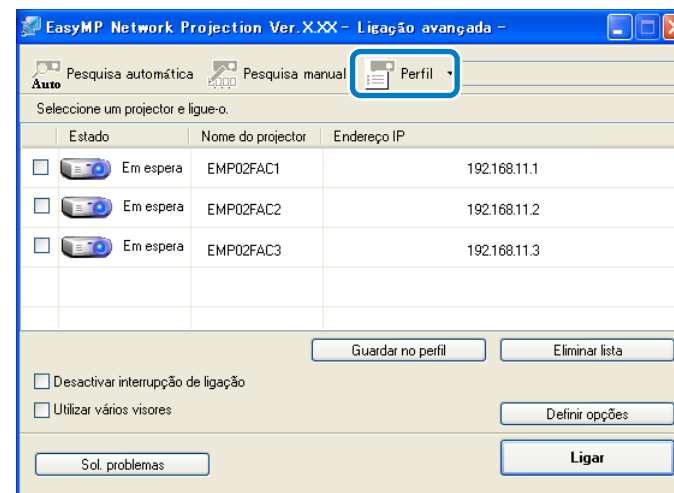 EasyMP Network Projection Ver.X.XX - Ligação avançada -
Auto Pesquisa automática Pesquisa manual Perfil
Seleccione um projector e ligue-o.
Estado Nome do projector Endereço IP
Em espera EMP02FAC1 192.168.11.1
Em espera EMP02FAC2 192.168.11.2
Em espera EMP02FAC3 192.168.11.3
Guardar no perfil Eliminar lista
Desactivar interrupção de ligação
Utilizar vários visores
Definir opções
Sol. problemas Ligar